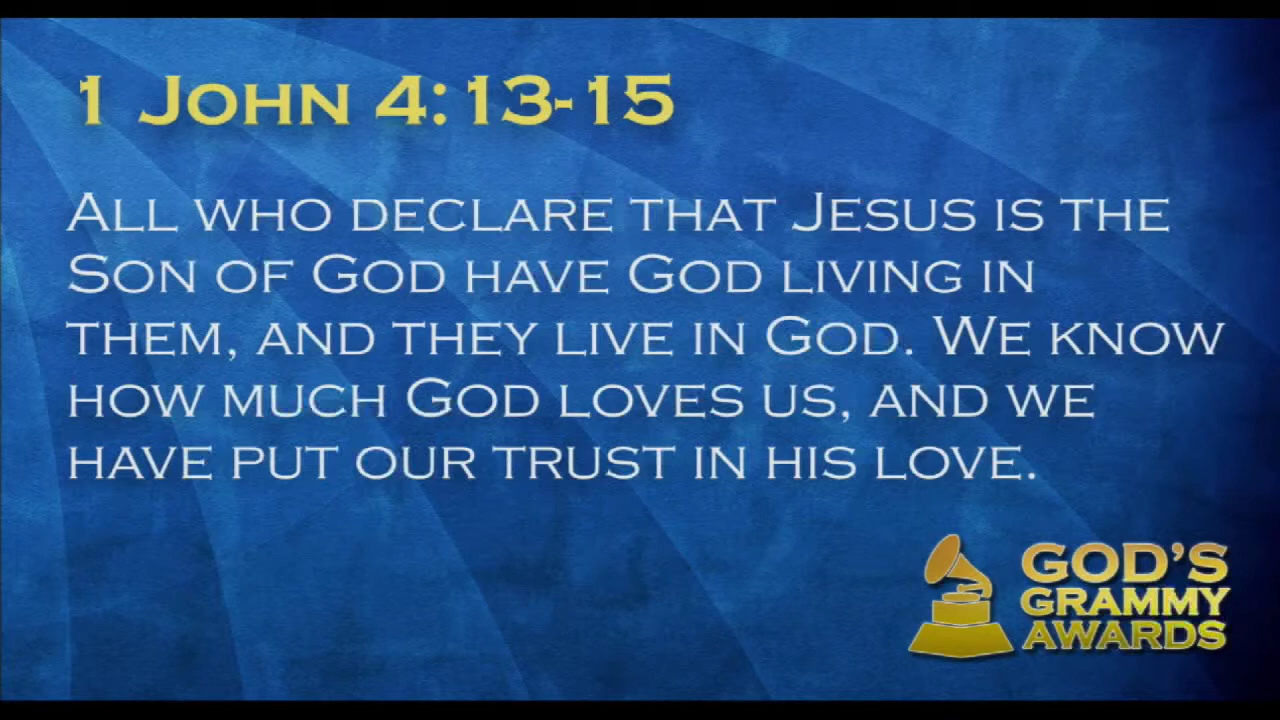 1 John 4:13-15
All who declare that Jesus is the
Son of God have God living in
them, and they live in God. We know
how much God loves us, and we
have put our trust in his love.
GOD'S
GRAMMY
AWARDS